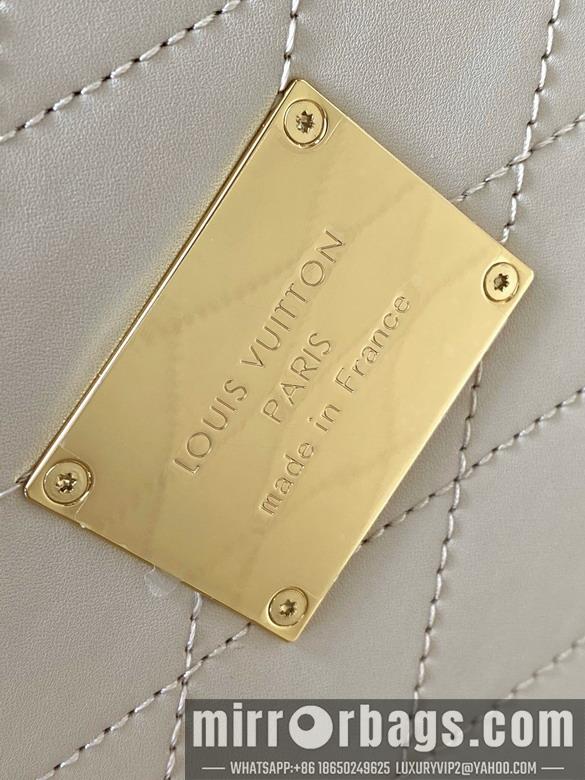 LOUIS VUITTON
PARIS
made in France
mirrorbags.com
WHATSAPP:+86 18650249625 LUXURYVIP2@YAHOO.COM